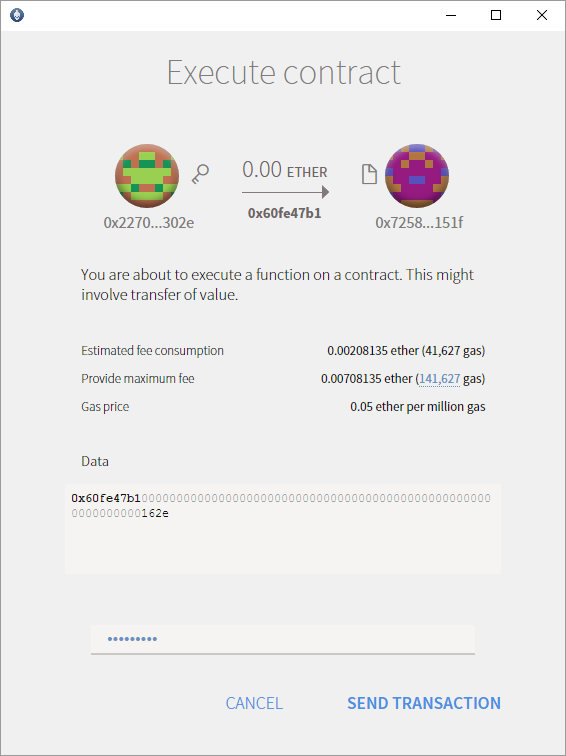 Execute contract
0.00 ETHER
0x60fe47b1
0x2270...302e
0x7258...151f
You are about to execute a function on a contract. This might
involve transfer of value.
Estimated fee consumption 0.00208135 ether (41,627 gas)
Provide maximum fee 0.00708135 ether (141,627 gas)
Gas price 0.05 ether per million gas
Data
0x60fe47b100000000000000000000000000000000000000000000000000
0000000000162e
•••••••••
CANCEL SEND TRANSACTION